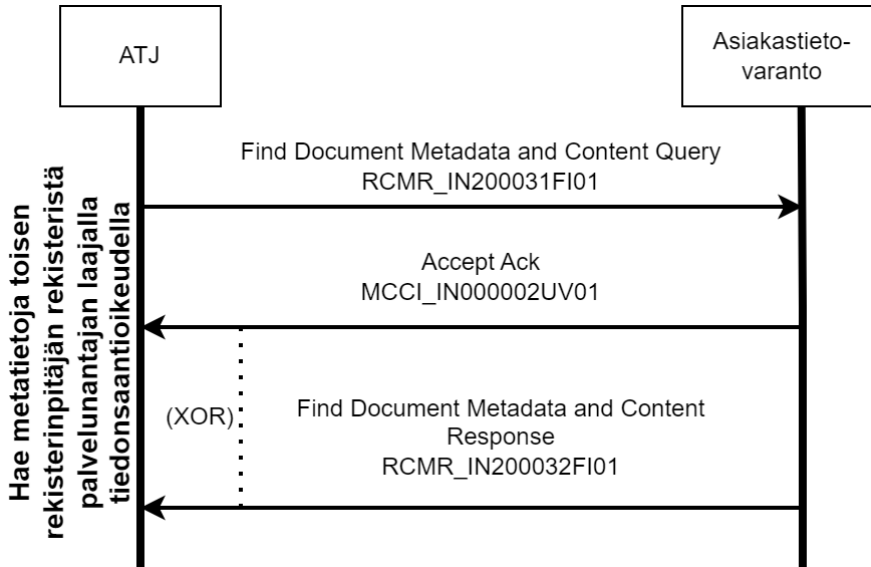 ATJ
Asiakastieto-
varanto
Find Document Metadata and Content Query
RCMR_IN200031FI01
Accept Ack
MCCI_IN000002UV01
(XOR)
Find Document Metadata and Content
Response
RCMR_IN200032FI01
Hae metatietoja toisen
rekisterinpitäjän rekisteristä
palvelunantajan laajalla
tiedonsaantioikeudella